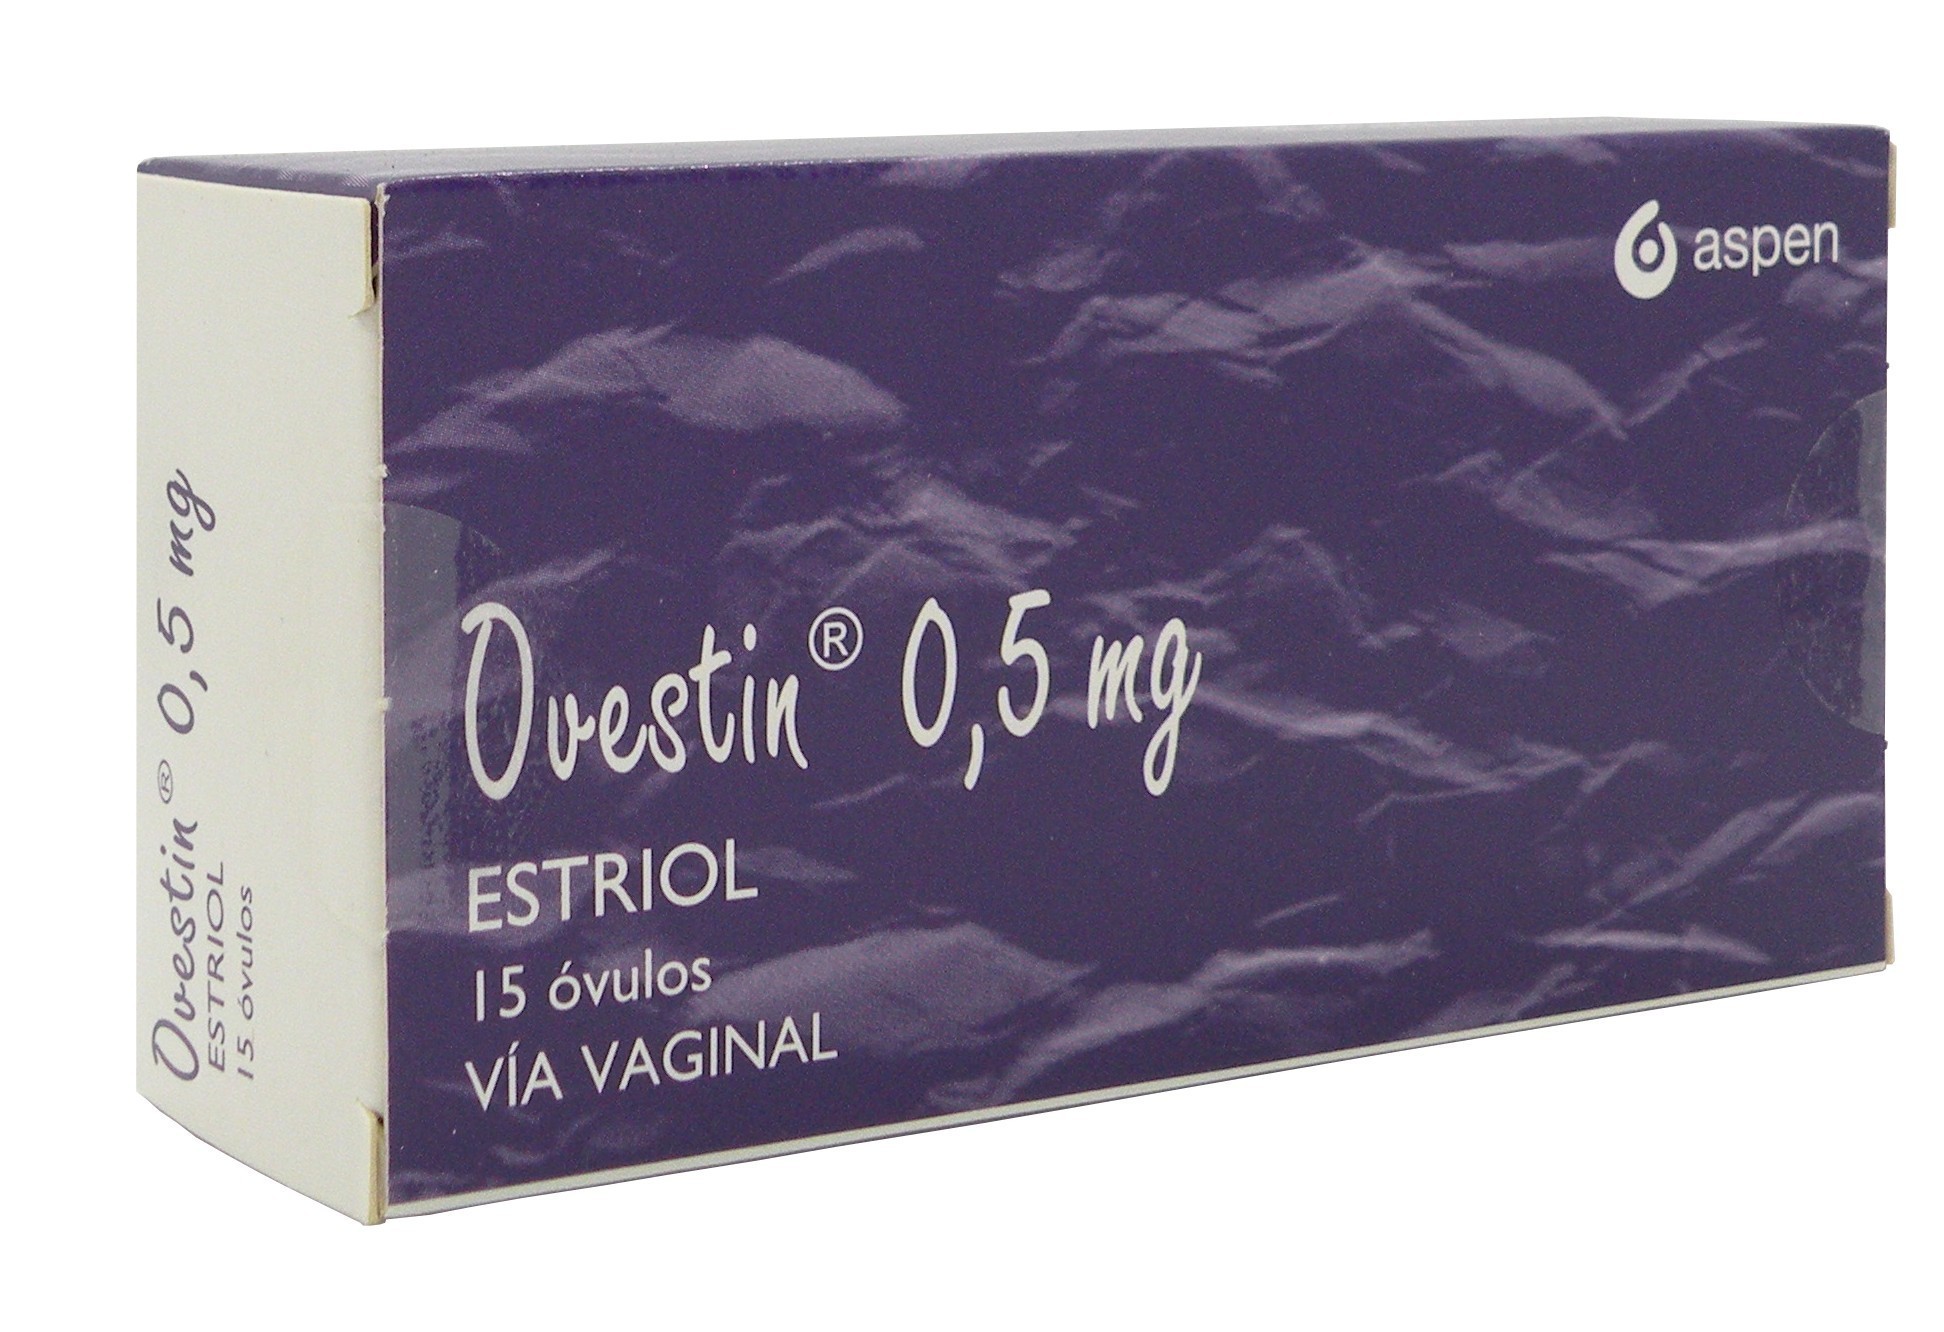 aspen
Ovestin® 0,5 mg
ESTRIOL
15 óvulos
VÍA VAGINAL
Ovestin® 0,5 mg
ESTRIOL
15 óvulos